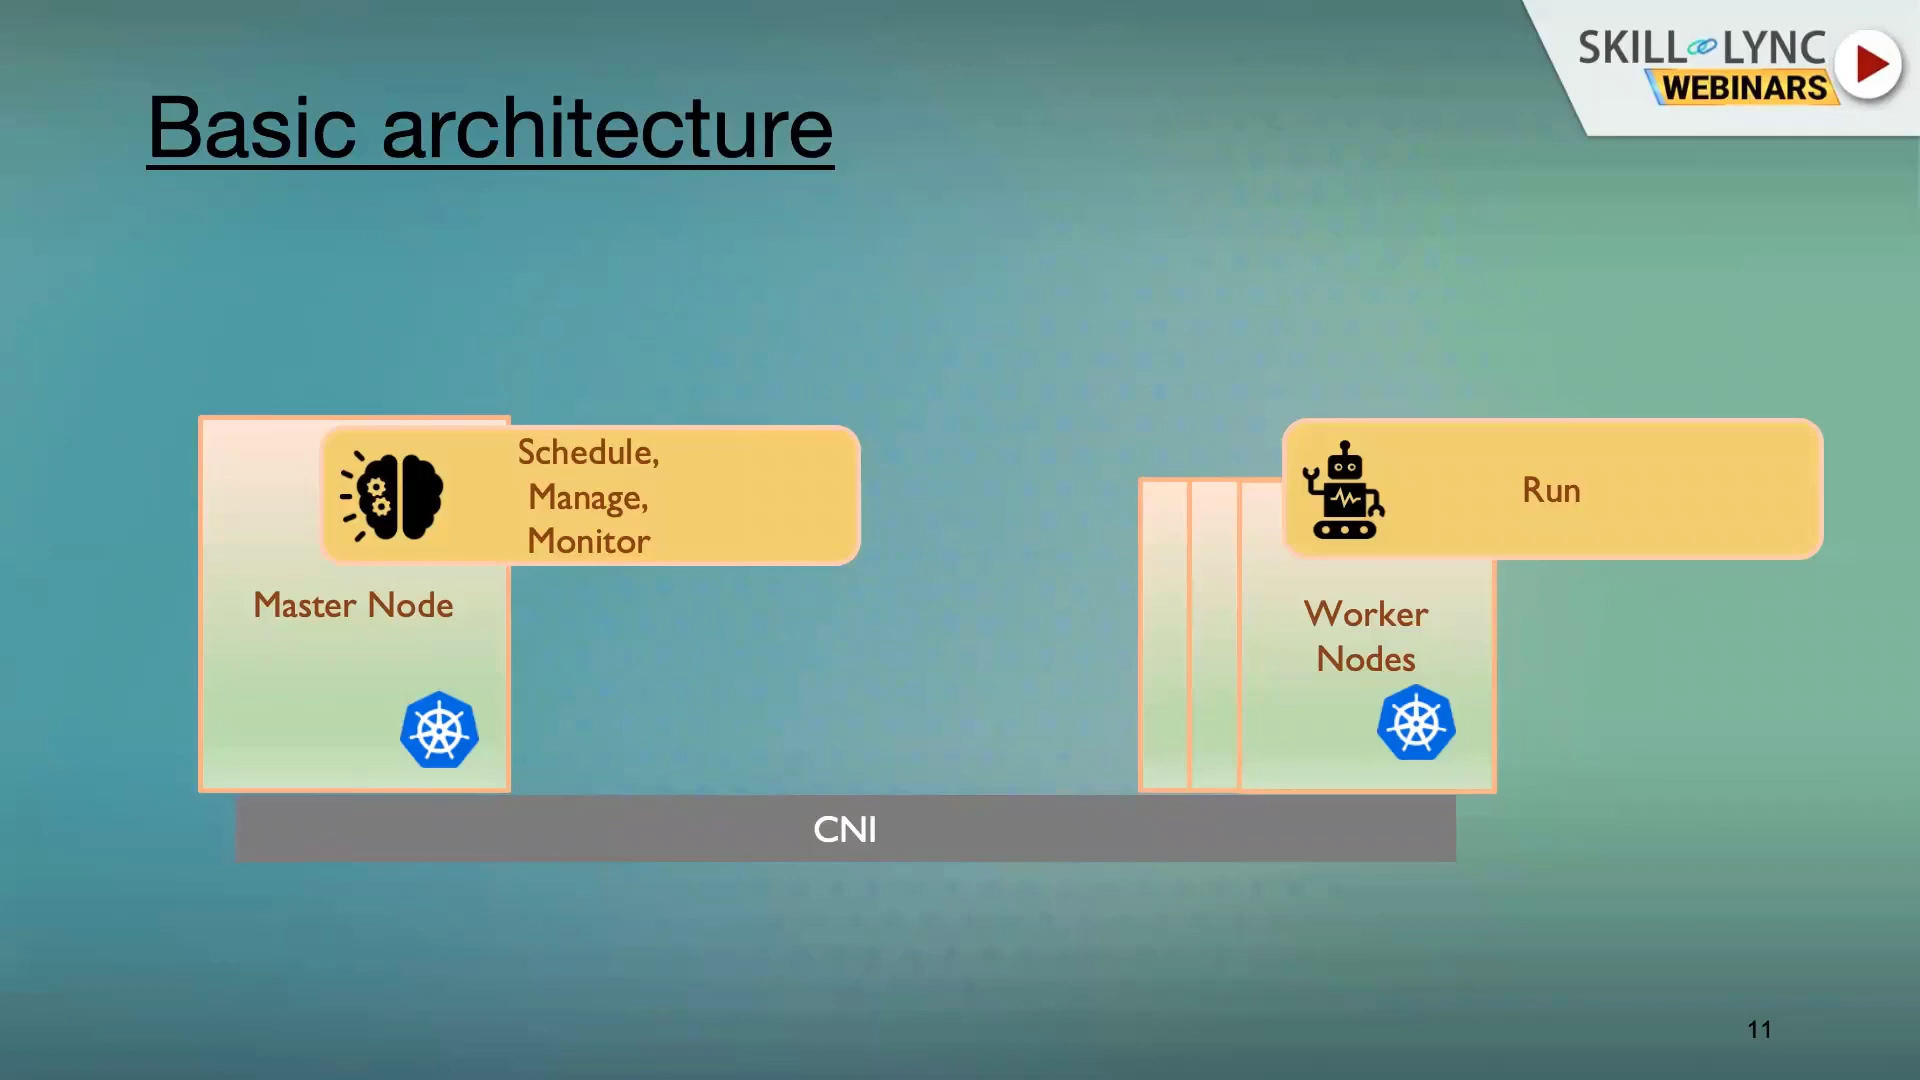 SKILL LYNC
WEBINARS
Basic architecture
Schedule,
Manage,
Monitor
Master Node
Run
Worker
Nodes
CNI
11